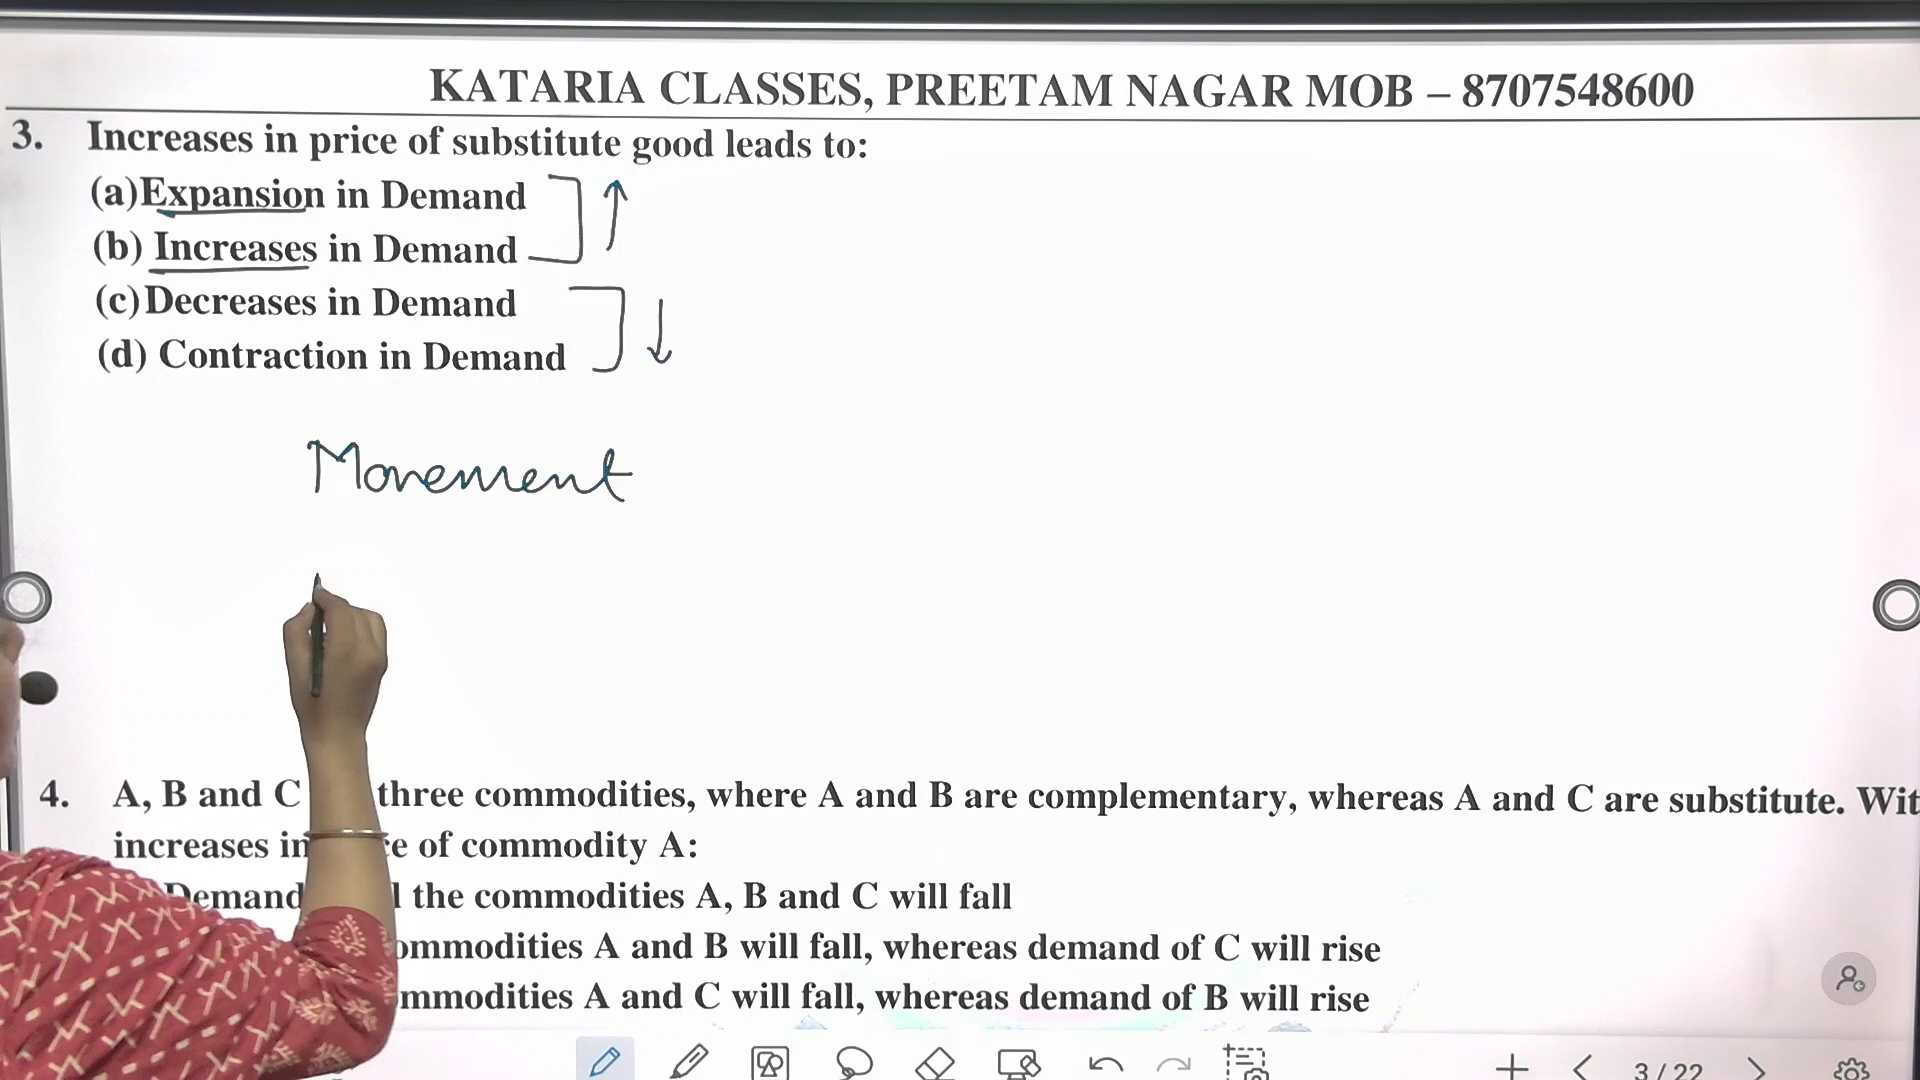 KATARIA CLASSES, PREETAM NAGAR MOB – 8707548600
3. Increases in price of substitute good leads to:
(a) Expansion in Demand
(b) Increases in Demand
(c) Decreases in Demand
(d) Contraction in Demand
Movement
4. A, B and C three commodities, where A and B are complementary, whereas A and C are substitute. Wit
increases in of commodity A:
Demand the commodities A, B and C will fall
ommodities A and B will fall, whereas demand of C will rise
mmodities A and C will fall, whereas demand of B will rise
3 / 22